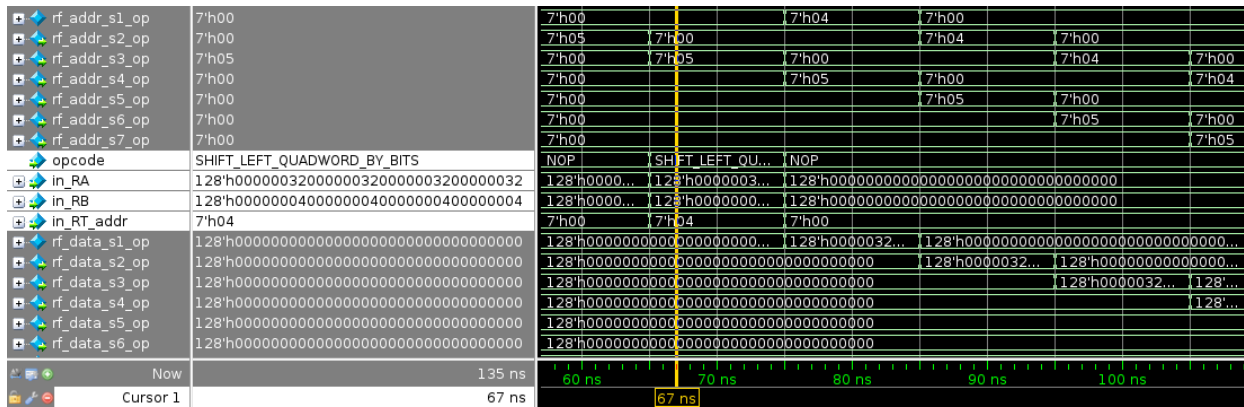 rf_addr_s1_op 7'h00 7'h00 7'h04 7'h00
rf_addr_s2_op 7'h00 7'h05 7'h00 7'h04 7'h00
rf_addr_s3_op 7'h05 7'h00 7'h05 7'h00 7'h04 7'h00
rf_addr_s4_op 7'h00 7'h00 7'h05 7'h00 7'h04
rf_addr_s5_op 7'h00 7'h00 7'h05 7'h00
rf_addr_s6_op 7'h00 7'h00 7'h05 7'h00
rf_addr_s7_op 7'h00 7'h00 7'h05
opcode SHIFT_LEFT_QUADWORD_BY_BITS NOP SHIFT_LEFT_QU... NOP
in_RA 128'h00000032000000320000003200000032 128'h0000... 128'h0000003... 128'h00000000000000000000000000000000
in_RB 128'h00000004000000040000000400000004 128'h0000... 128'h0000000... 128'h00000000000000000000000000000000
in_RT_addr 7'h04 7'h00 7'h04 7'h00
rf_data_s1_op 128'h00000000000000000000000000000000 128'h0000000000000000000... 128'h0000032... 128'h000000000000000000000000000...
rf_data_s2_op 128'h00000000000000000000000000000000 128'h00000000000000000000000000000000 128'h0000032... 128'h00000000000000...
rf_data_s3_op 128'h00000000000000000000000000000000 128'h00000000000000000000000000000000 128'h0000032... 128'...
rf_data_s4_op 128'h00000000000000000000000000000000 128'h00000000000000000000000000000000 128'...
rf_data_s5_op 128'h00000000000000000000000000000000 128'h00000000000000000000000000000000
rf_data_s6_op 128'h00000000000000000000000000000000 128'h00000000000000000000000000000000
Now 135 ns 60 ns 70 ns 80 ns 90 ns 100 ns
Cursor 1 67 ns 67 ns